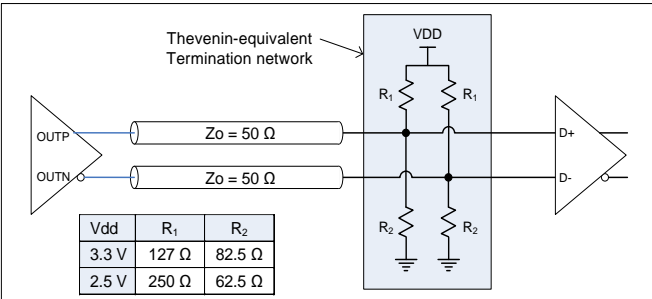 Thevenin-equivalent
Termination network
VDD
R1 R1
OUTP
Zo = 50 Ω
D+
OUTN
Zo = 50 Ω
D-
R2 R2
Vdd R1 R2
3.3 V 127 Ω 82.5 Ω
2.5 V 250 Ω 62.5 Ω